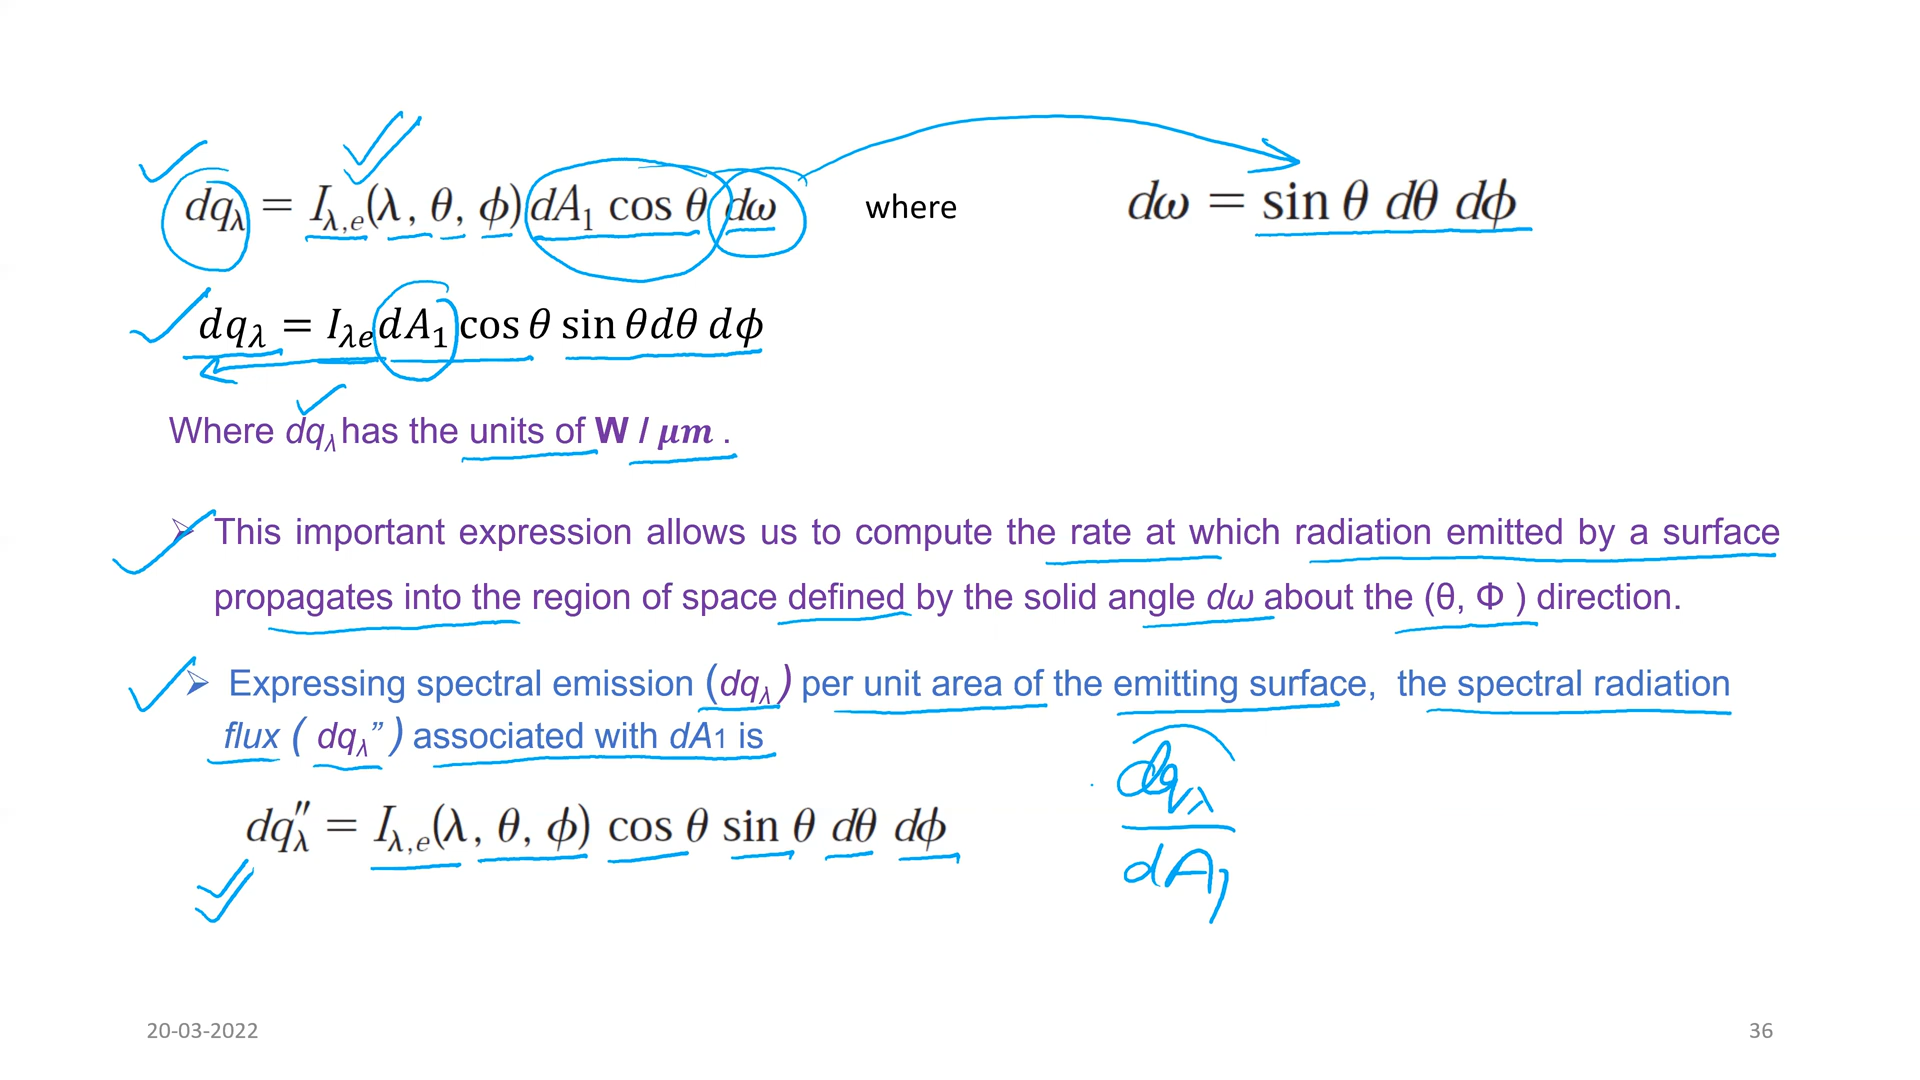 dqλ = Iλ,e(λ, θ, ϕ) dA₁ cos θ dω where dω = sin θ dθ dϕ
dqλ = Iλe dA₁ cos θ sin θdθ dϕ
Where dqλ has the units of W / μm .
➢ This important expression allows us to compute the rate at which radiation emitted by a surface
propagates into the region of space defined by the solid angle dω about the (θ, Φ ) direction.
➢ Expressing spectral emission (dqλ ) per unit area of the emitting surface, the spectral radiation
flux ( dqλ” ) associated with dA1 is
dqλ
dA₁
dq″λ = Iλ,e(λ, θ, ϕ) cos θ sin θ dθ dϕ
20-03-2022 36